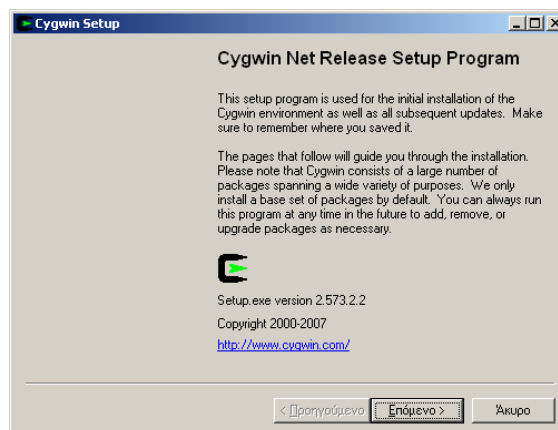 Cygwin Setup
Cygwin Net Release Setup Program
This setup program is used for the initial installation of the
Cygwin environment as well as all subsequent updates. Make
sure to remember where you saved it.
The pages that follow will guide you through the installation.
Please note that Cygwin consists of a large number of
packages spanning a wide variety of purposes. We only
install a base set of packages by default. You can always run
this program at any time in the future to add, remove, or
upgrade packages as necessary.
Setup.exe version 2.573.2.2
Copyright 2000-2007
http://www.cygwin.com/
< Προηγούμενο Επόμενο > Άκυρο